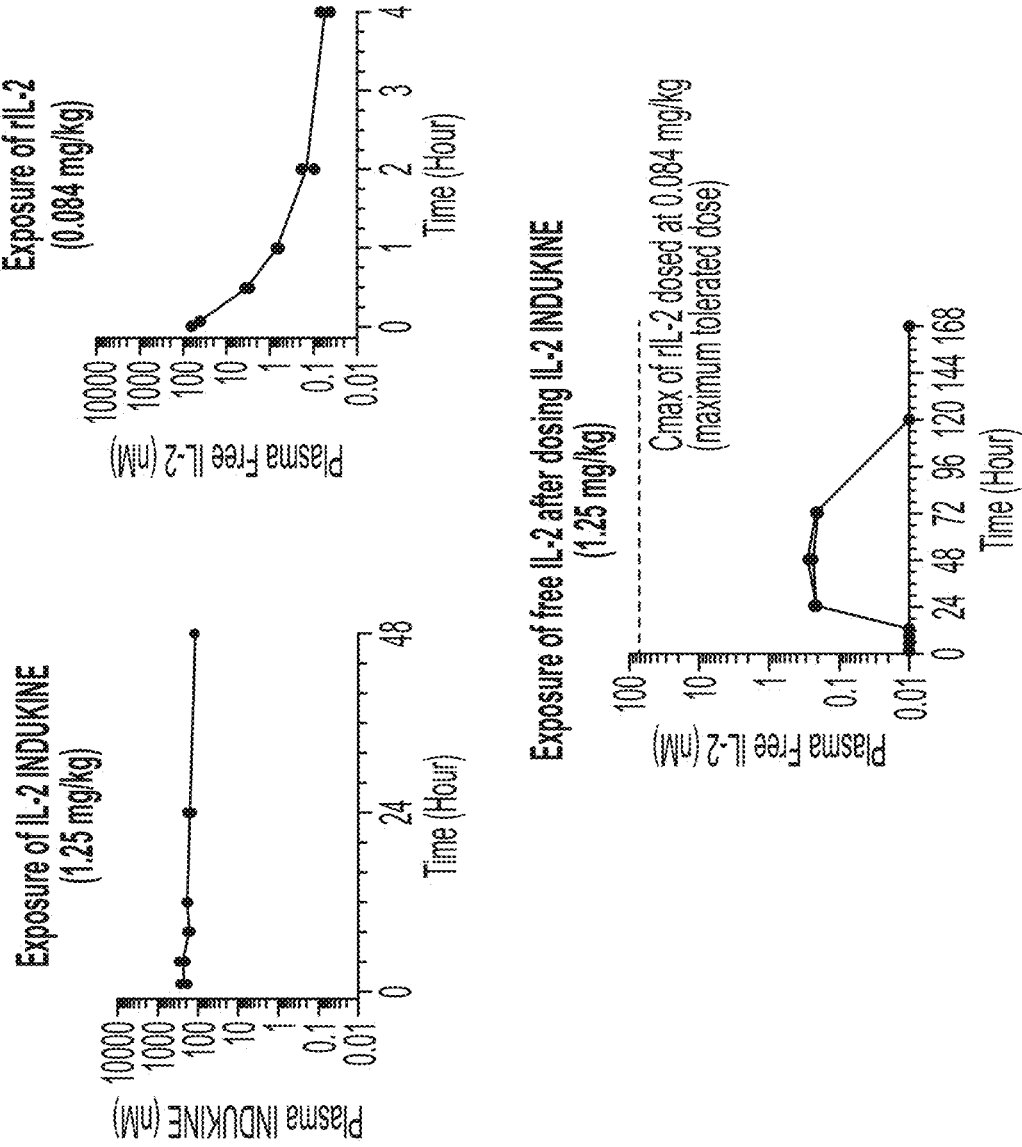 Exposure of IL-2 INDUKINE
(1.25 mg/kg)
Plasma INDUKINE (nM)
10000
1000
100
10
1
0.1
0.01
0
24
48
Time (Hour)
Exposure of rIL-2
(0.084 mg/kg)
Plasma Free IL-2 (nM)
10000
1000
100
10
1
0.1
0.01
0
1
2
3
4
Time (Hour)
Exposure of free IL-2 after dosing IL-2 INDUKINE
(1.25 mg/kg)
Plasma Free IL-2 (nM)
100
10
1
0.1
0.01
Cmax of rIL-2 dosed at 0.084 mg/kg
(maximum tolerated dose)
0 24 48 72 96 120 144 168
Time (Hour)